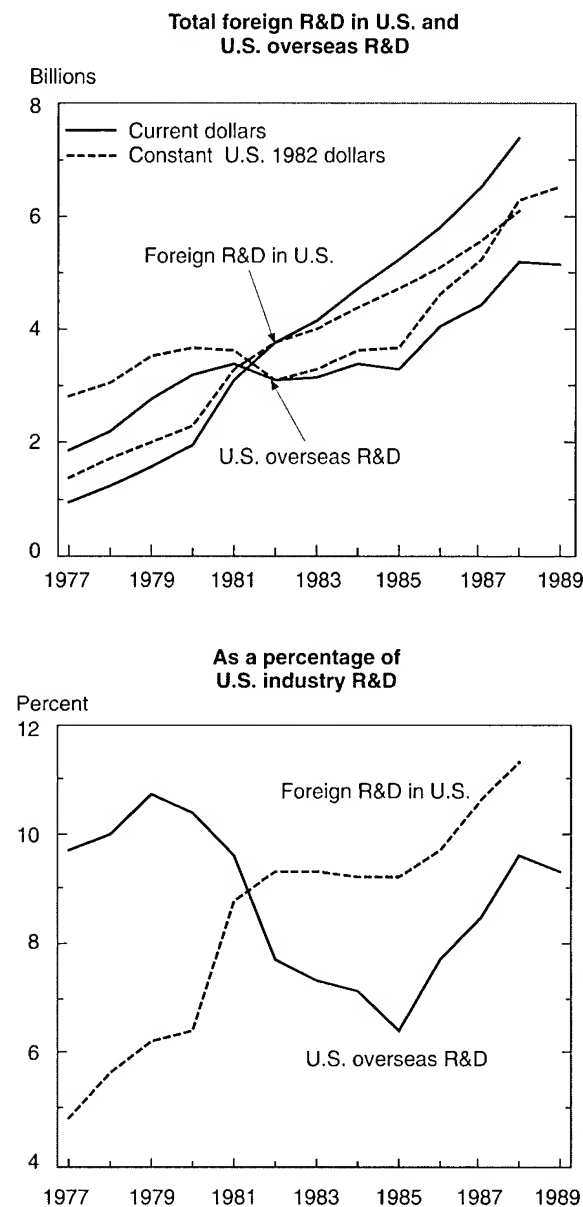 Total foreign R&D in U.S. and
U.S. overseas R&D
Billions
8
Current dollars
Constant U.S. 1982 dollars
6
Foreign R&D in U.S.
4
2
U.S. overseas R&D
0
1977 1979 1981 1983 1985 1987 1989
As a percentage of
U.S. industry R&D
Percent
12
Foreign R&D in U.S.
10
8
6
U.S. overseas R&D
4
1977 1979 1981 1983 1985 1987 1989